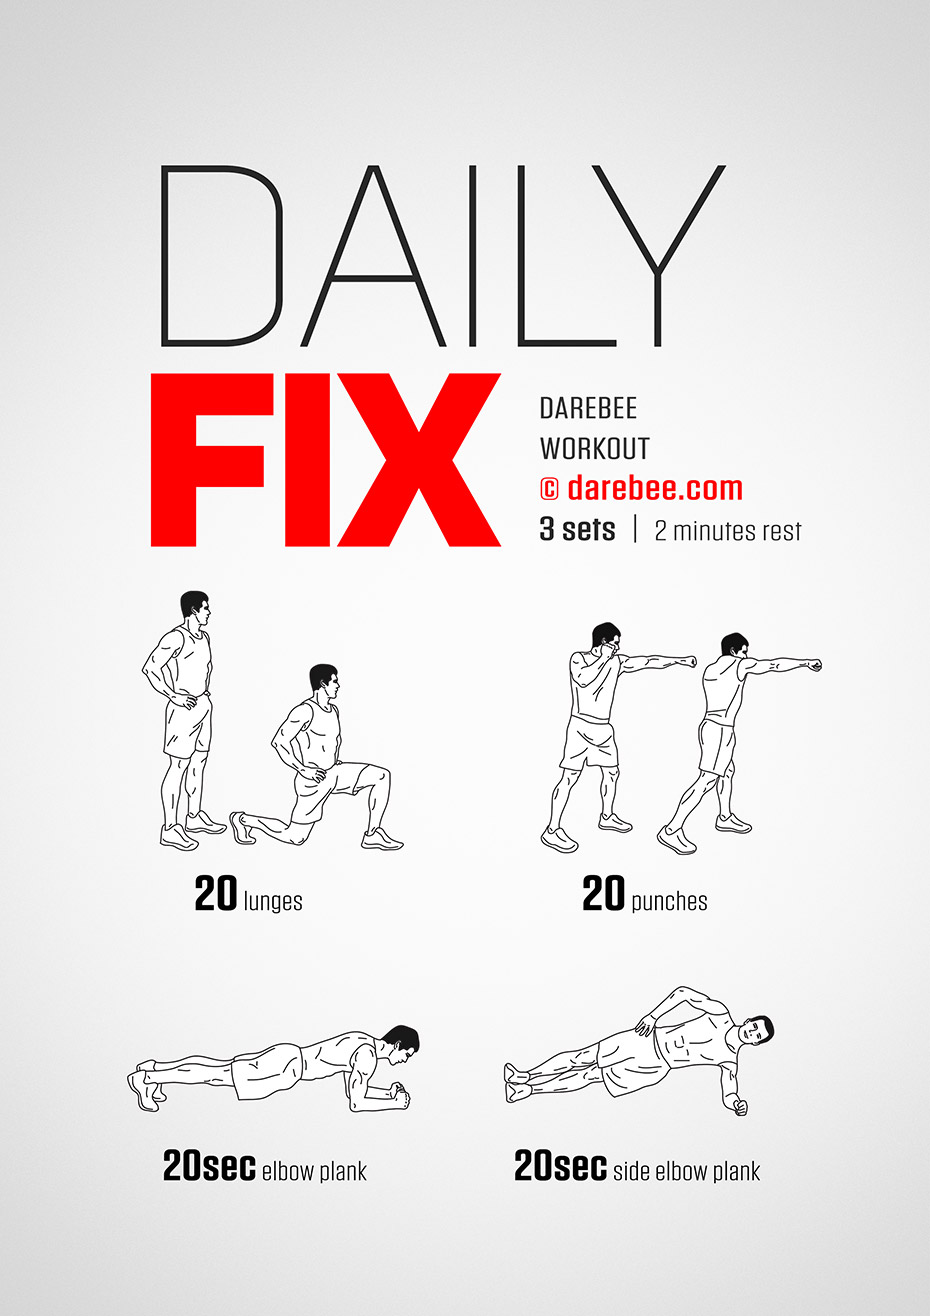 DAILY
FIX
DAREBEE
WORKOUT
© darebee.com
3 sets | 2 minutes rest
20 lunges
20 punches
20sec elbow plank
20sec side elbow plank